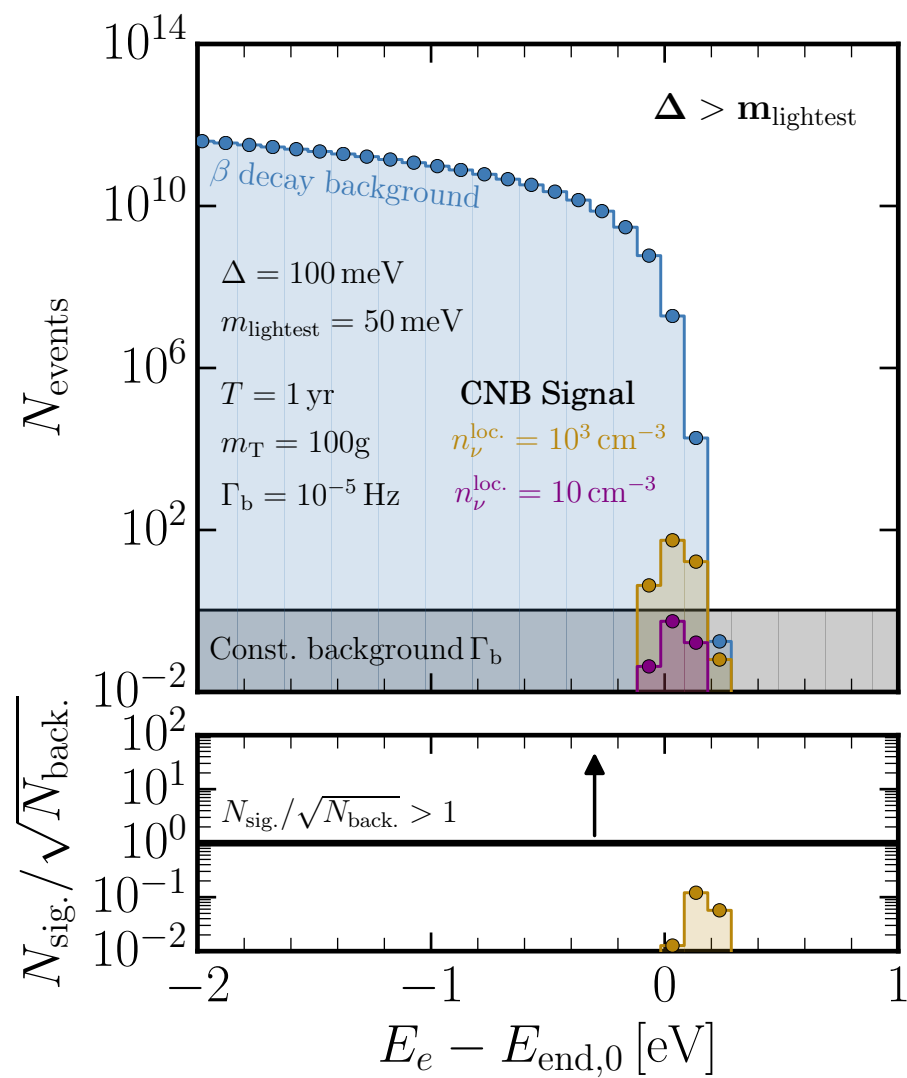 10^14
Δ > m_lightest
β decay background
10^10
Δ = 100 meV
m_lightest = 50 meV
N_events
10^6
T = 1 yr
CNB Signal
m_T = 100g
n_ν^loc. = 10^3 cm^−3
Γ_b = 10^−5 Hz
n_ν^loc. = 10 cm^−3
10^2
Const. background Γ_b
10^−2
N_sig./√N_back.
10^2
10^1
N_sig./√N_back. > 1
10^0
10^−1
10^−2
−2 −1 0 1
E_e − E_end,0 [eV]